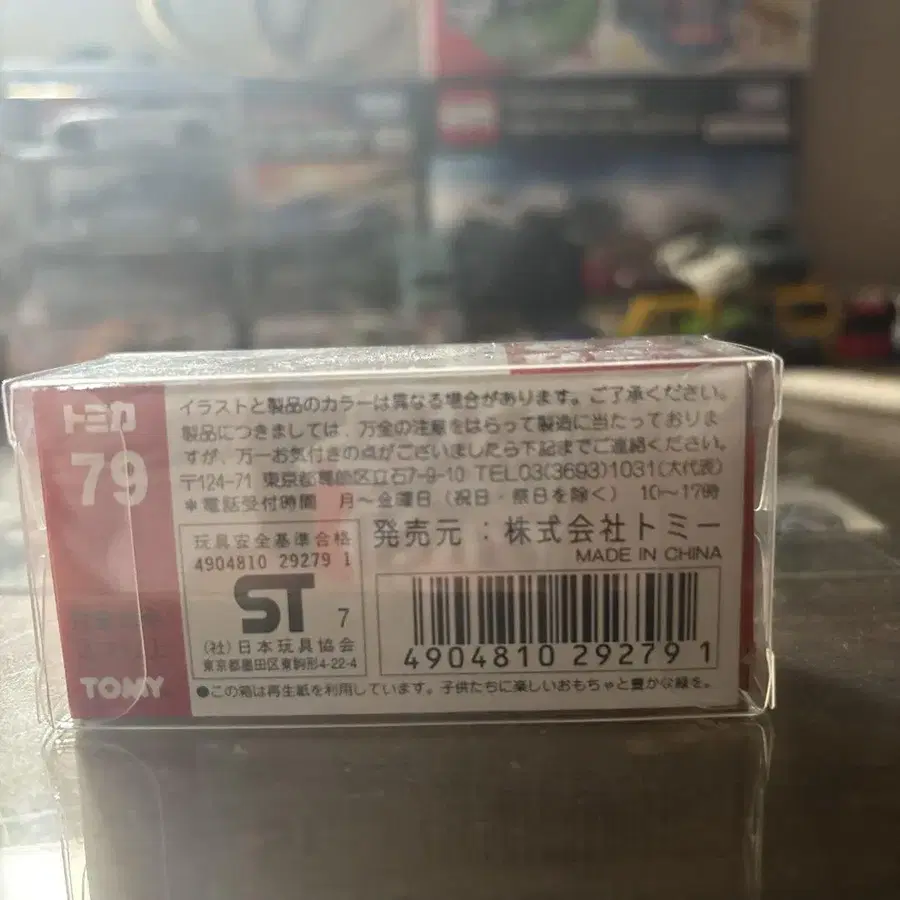 トミカ
79
TOMY
イラストと製品のカラーは異なる場合があります。ご了承ください。
製品につきましては、万全の注意をはらって製造に当たっておりま
すが、万一お気付きの点がございましたら下記までご連絡ください。
〒124-71 東京都葛飾区立石7-9-10 TEL03(3693)1031(大代表)
*電話受付時間 月〜金曜日(祝日・祭日を除く) 10〜17時
発売元:株式会社トミー
MADE IN CHINA
玩具安全基準合格
4904810 29279 1
ST 7
(社)日本玩具協会
東京都墨田区東駒形4-22-4
4904810 292791
●この箱は再生紙を利用しています。子供たちに楽しいおもちゃと豊かな緑を。